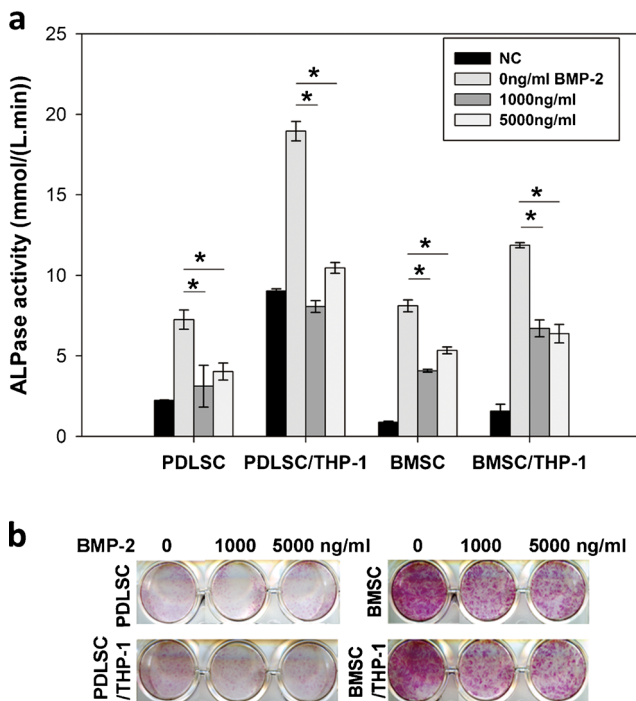 a
ALPase activity (mmol/(L.min))
25
20
15
10
5
0
NC
0ng/ml BMP-2
1000ng/ml
5000ng/ml
*
*
*
*
*
*
*
*
PDLSC
PDLSC/THP-1
BMSC
BMSC/THP-1
b
BMP-2 0 1000 5000 ng/ml
0 1000 5000 ng/ml
PDLSC
BMSC
PDLSC
/THP-1
BMSC
/THP-1